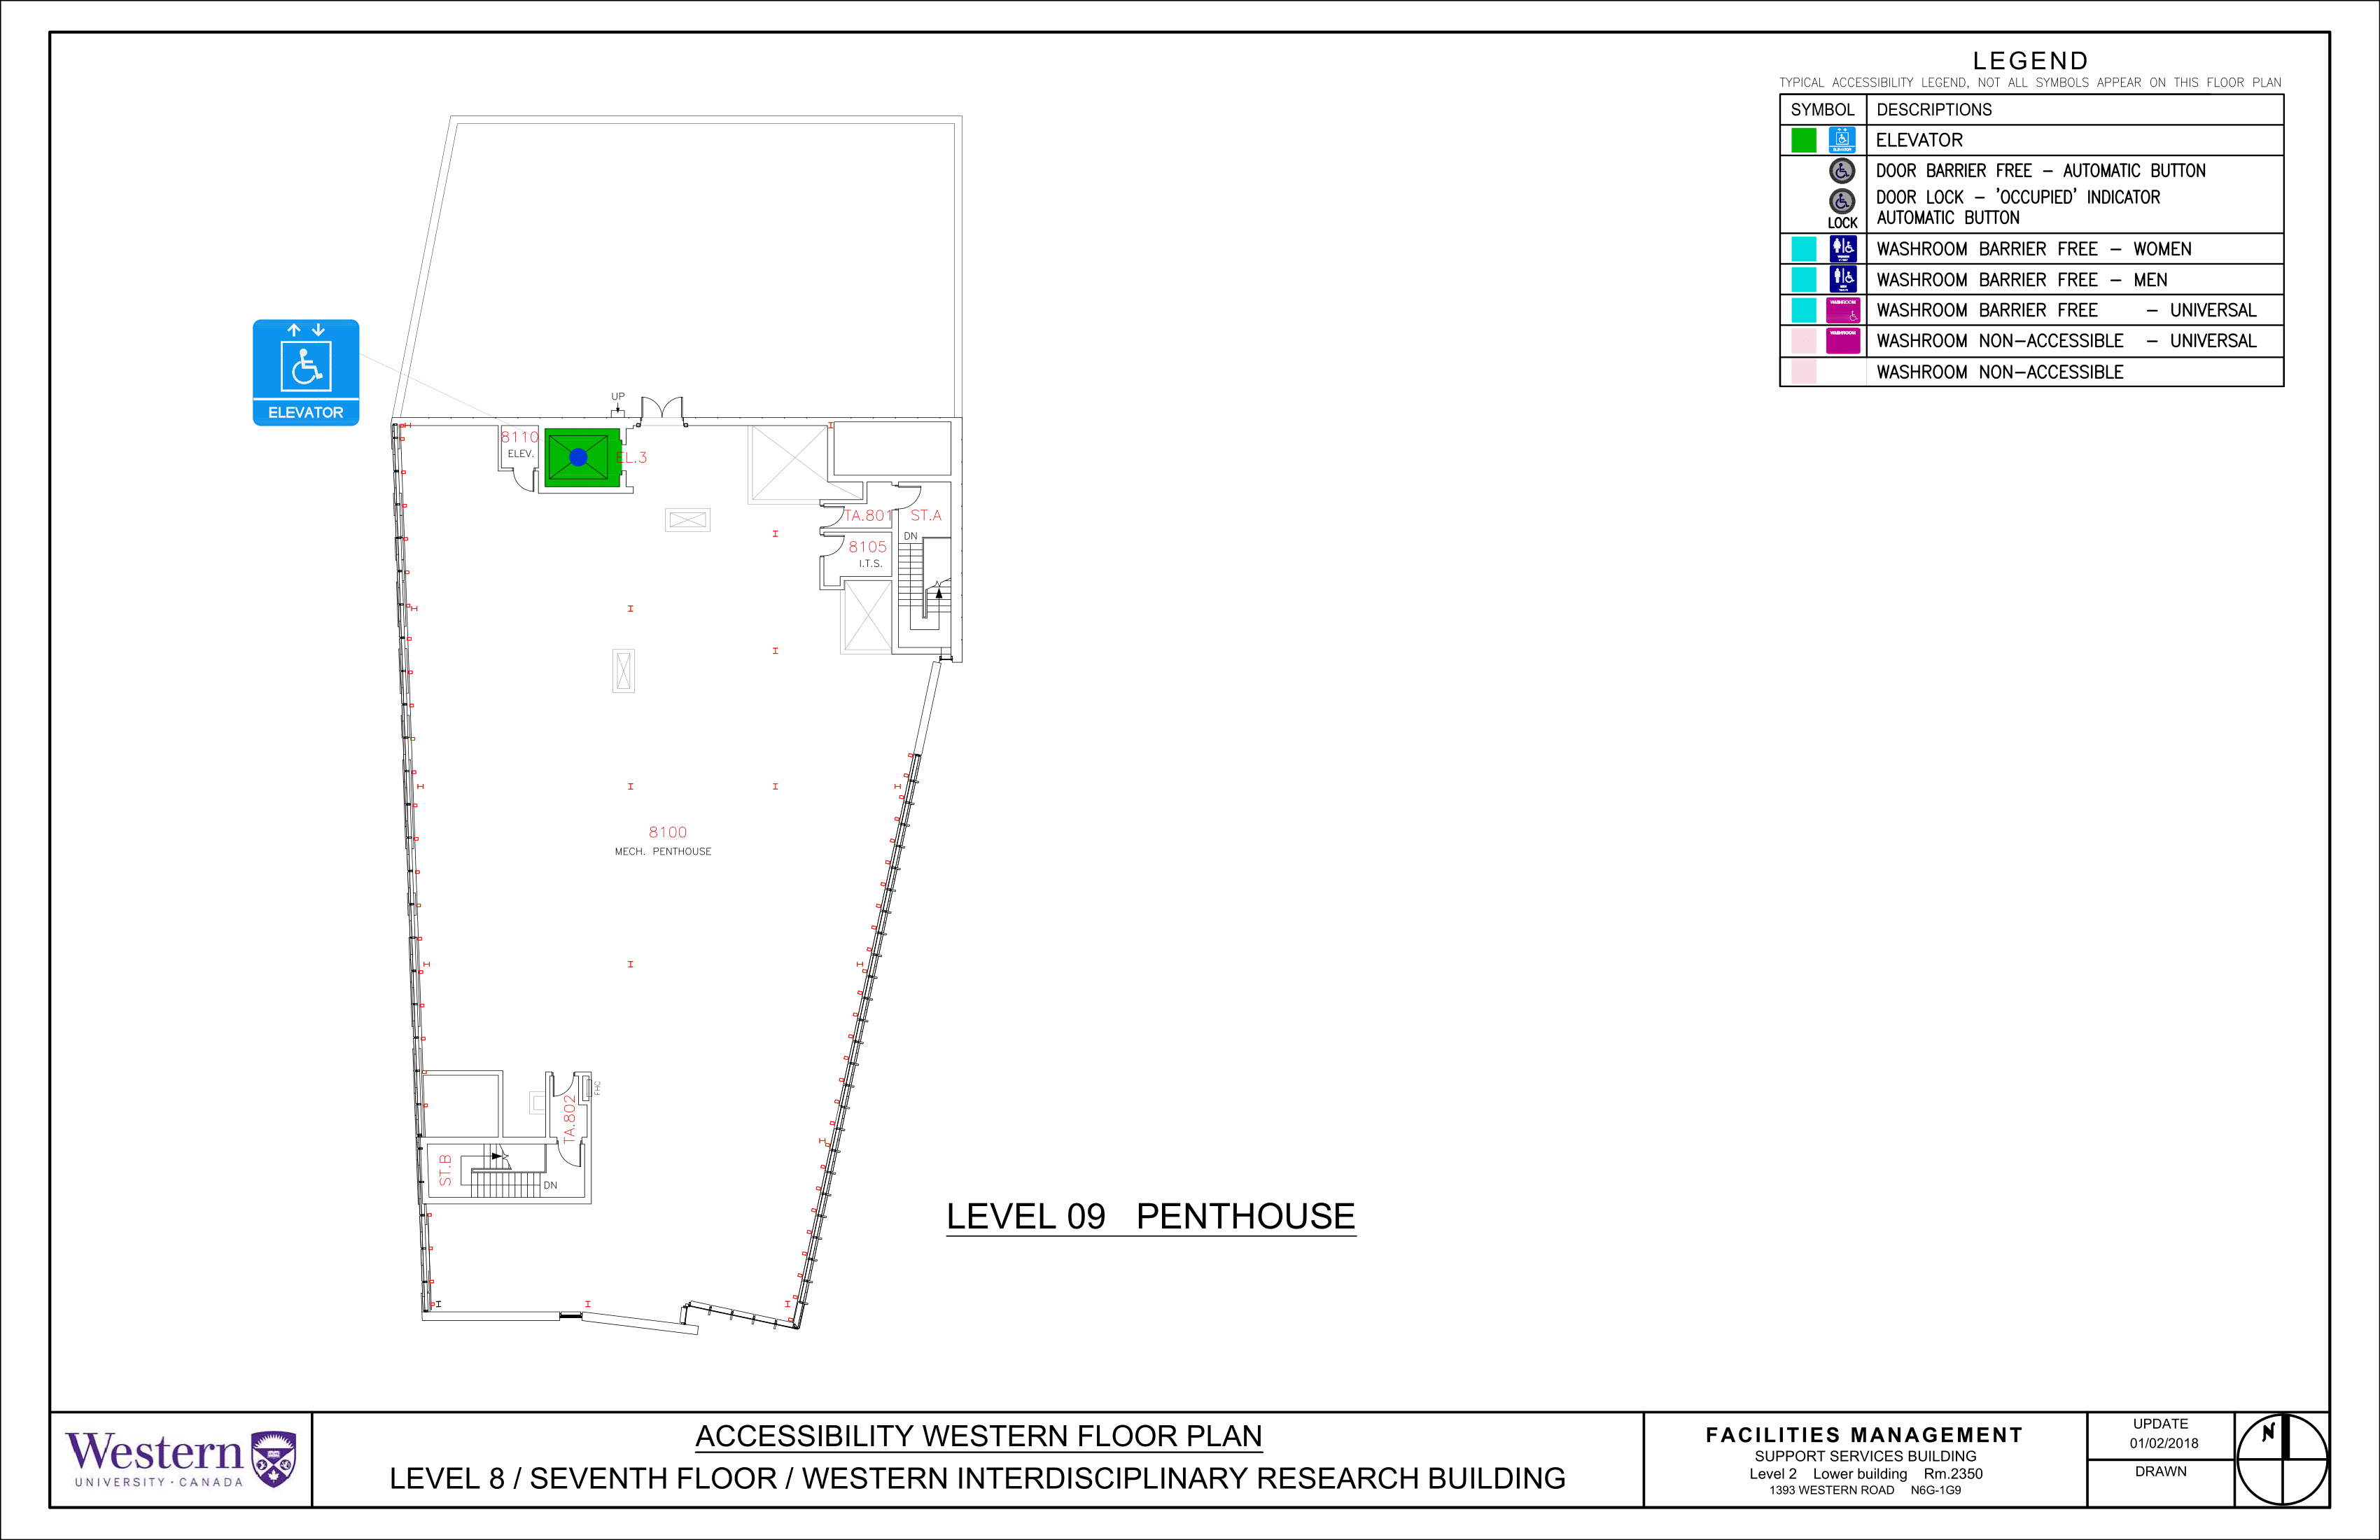 LEGEND
TYPICAL ACCESSIBILITY LEGEND, NOT ALL SYMBOLS APPEAR ON THIS FLOOR PLAN
SYMBOL DESCRIPTIONS
ELEVATOR ELEVATOR
DOOR BARRIER FREE – AUTOMATIC BUTTON
DOOR LOCK – 'OCCUPIED' INDICATOR
LOCK AUTOMATIC BUTTON
WASHROOM BARRIER FREE – WOMEN
WASHROOM BARRIER FREE – MEN
WASHROOM WASHROOM BARRIER FREE – UNIVERSAL
WASHROOM WASHROOM NON–ACCESSIBLE – UNIVERSAL
WASHROOM NON–ACCESSIBLE
ELEVATOR
UP
8110
ELEV.
EL.3
TA.801
ST.A
DN
8105
I.T.S.
8100
MECH. PENTHOUSE
FHC
TA.802
ST.B
DN
LEVEL 09 PENTHOUSE
Western
UNIVERSITY · CANADA
ACCESSIBILITY WESTERN FLOOR PLAN
LEVEL 8 / SEVENTH FLOOR / WESTERN INTERDISCIPLINARY RESEARCH BUILDING
FACILITIES MANAGEMENT
SUPPORT SERVICES BUILDING
Level 2 Lower building Rm.2350
1393 WESTERN ROAD N6G-1G9
UPDATE
01/02/2018
DRAWN
N